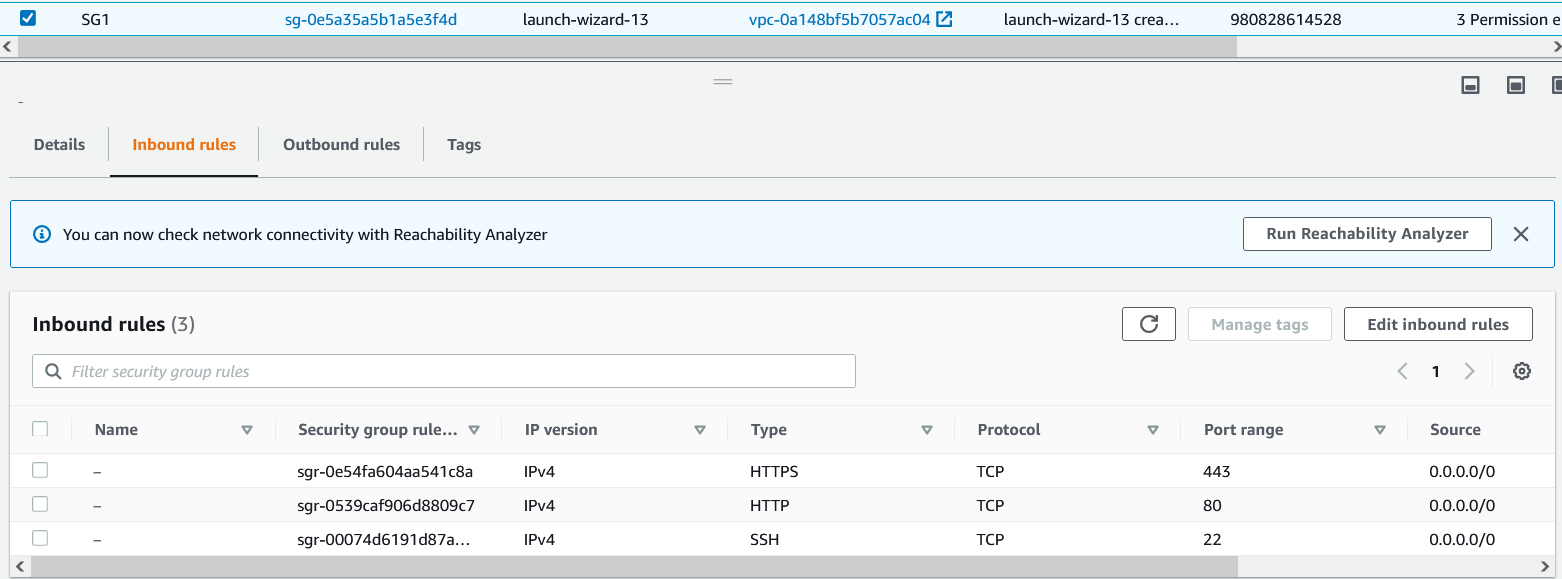 SG1 sg-0e5a35a5b1a5e3f4d launch-wizard-13 vpc-0a148bf5b7057ac04 launch-wizard-13 crea... 980828614528 3 Permission e
-
Details Inbound rules Outbound rules Tags
You can now check network connectivity with Reachability Analyzer Run Reachability Analyzer
Inbound rules (3) Manage tags Edit inbound rules
Filter security group rules 1
Name Security group rule... IP version Type Protocol Port range Source
– sgr-0e54fa604aa541c8a IPv4 HTTPS TCP 443 0.0.0.0/0
– sgr-0539caf906d8809c7 IPv4 HTTP TCP 80 0.0.0.0/0
– sgr-00074d6191d87a... IPv4 SSH TCP 22 0.0.0.0/0